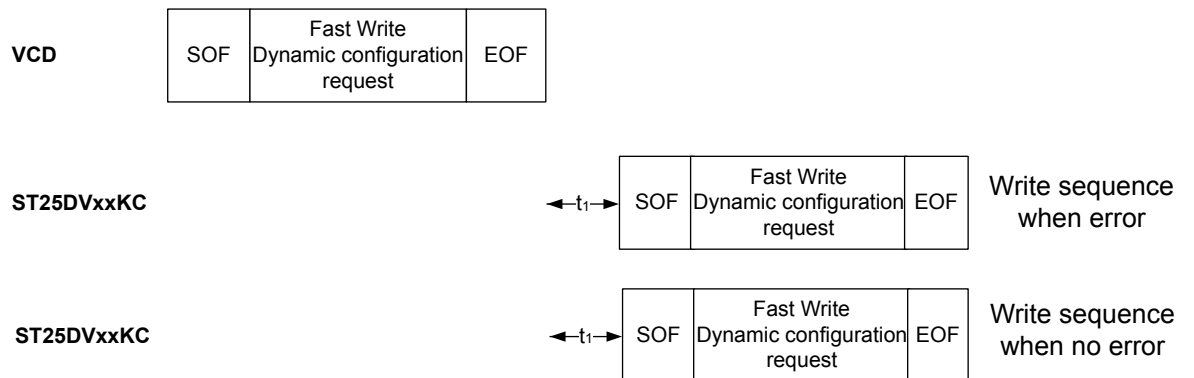 VCD
SOF
Fast Write
Dynamic configuration
request
EOF
ST25DVxxKC
t1
SOF
Fast Write
Dynamic configuration
request
EOF
Write sequence
when error
ST25DVxxKC
t1
SOF
Fast Write
Dynamic configuration
request
EOF
Write sequence
when no error